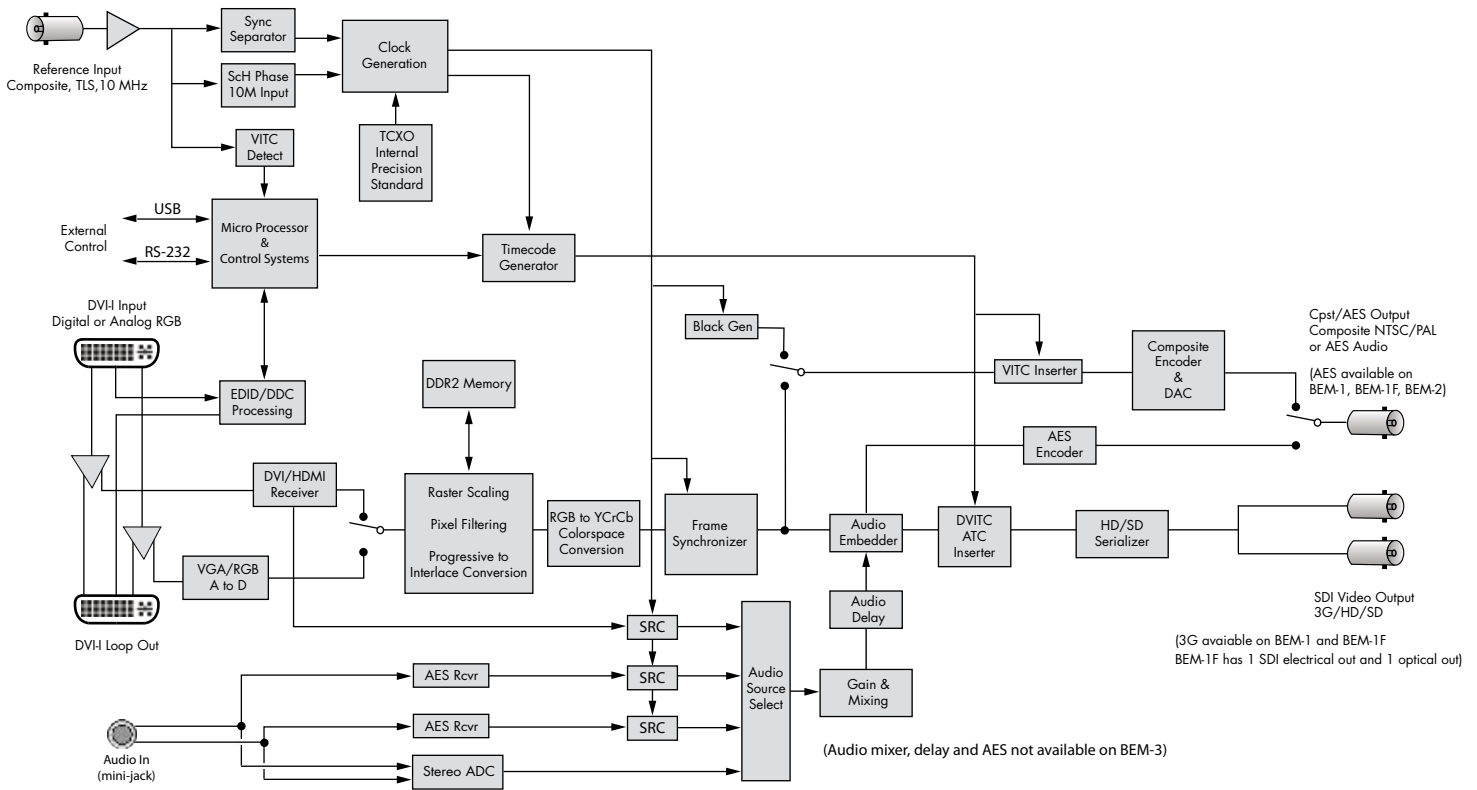 Reference Input
Composite, TLS,10 MHz
Sync
Separator
ScH Phase
10M Input
Clock
Generation
VITC
Detect
TCXO
Internal
Precision
Standard
External
Control
USB
RS-232
Micro Processor
&
Control Systems
Timecode
Generator
DVI-I Input
Digital or Analog RGB
EDID/DDC
Processing
DDR2 Memory
Black Gen
VITC Inserter
Composite
Encoder
&
DAC
Cpst/AES Output
Composite NTSC/PAL
or AES Audio
(AES available on
BEM-1, BEM-1F, BEM-2)
AES
Encoder
DVI/HDMI
Receiver
VGA/RGB
A to D
Raster Scaling
Pixel Filtering
Progressive to
Interlace Conversion
RGB to YCrCb
Colorspace
Conversion
Frame
Synchronizer
Audio
Embedder
DVITC
ATC
Inserter
HD/SD
Serializer
SDI Video Output
3G/HD/SD
(3G avaiable on BEM-1 and BEM-1F
BEM-1F has 1 SDI electrical out and 1 optical out)
DVI-I Loop Out
SRC
SRC
SRC
Audio
Source
Select
Audio
Delay
Gain &
Mixing
AES Rcvr
AES Rcvr
Stereo ADC
Audio In
(mini-jack)
(Audio mixer, delay and AES not available on BEM-3)